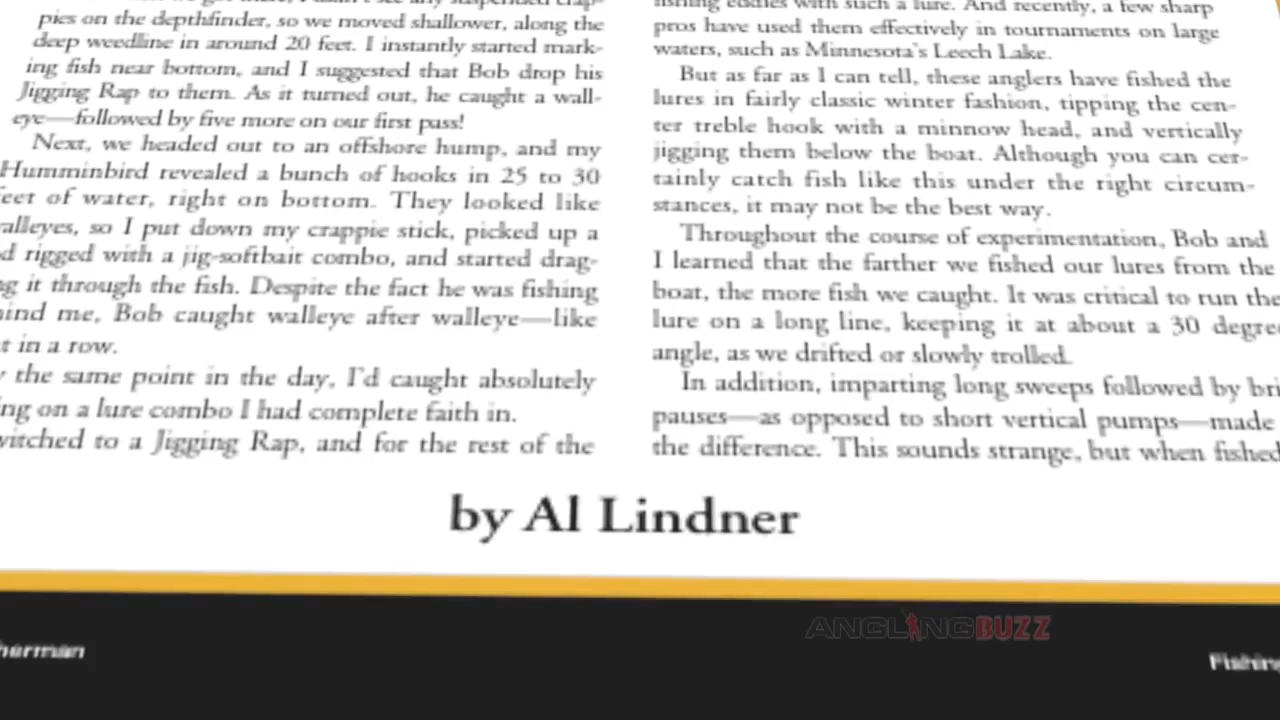 pies on the depthfinder, so we moved shallower, along the
deep weedline in around 20 feet. I instantly started mark-
ing fish near bottom, and I suggested that Bob drop his
Jigging Rap to them. As it turned out, he caught a wall-
eye—followed by five more on our first pass!
Next, we headed out to an offshore hump, and my
Humminbird revealed a bunch of hooks in 25 to 30
feet of water, right on bottom. They looked like
walleyes, so I put down my crappie stick, picked up a
d rigged with a jig-softbait combo, and started drag-
g it through the fish. Despite the fact he was fishing
ind me, Bob caught walleye after walleye—like
t in a row.
y the same point in the day, I'd caught absolutely
ing on a lure combo I had complete faith in.
witched to a Jigging Rap, and for the rest of the
fishing eddies with such a lure. And recently, a few sharp
pros have used them effectively in tournaments on large
waters, such as Minnesota's Leech Lake.
But as far as I can tell, these anglers have fished the
lures in fairly classic winter fashion, tipping the cen-
ter treble hook with a minnow head, and vertically
jigging them below the boat. Although you can cer-
tainly catch fish like this under the right circum-
stances, it may not be the best way.
Throughout the course of experimentation, Bob and
I learned that the farther we fished our lures from the
boat, the more fish we caught. It was critical to run the
lure on a long line, keeping it at about a 30 degree
angle, as we drifted or slowly trolled.
In addition, imparting long sweeps followed by bri
pauses—as opposed to short vertical pumps—made
the difference. This sounds strange, but when fished
by Al Lindner
ANGLINGBUZZ
herman
Fishing